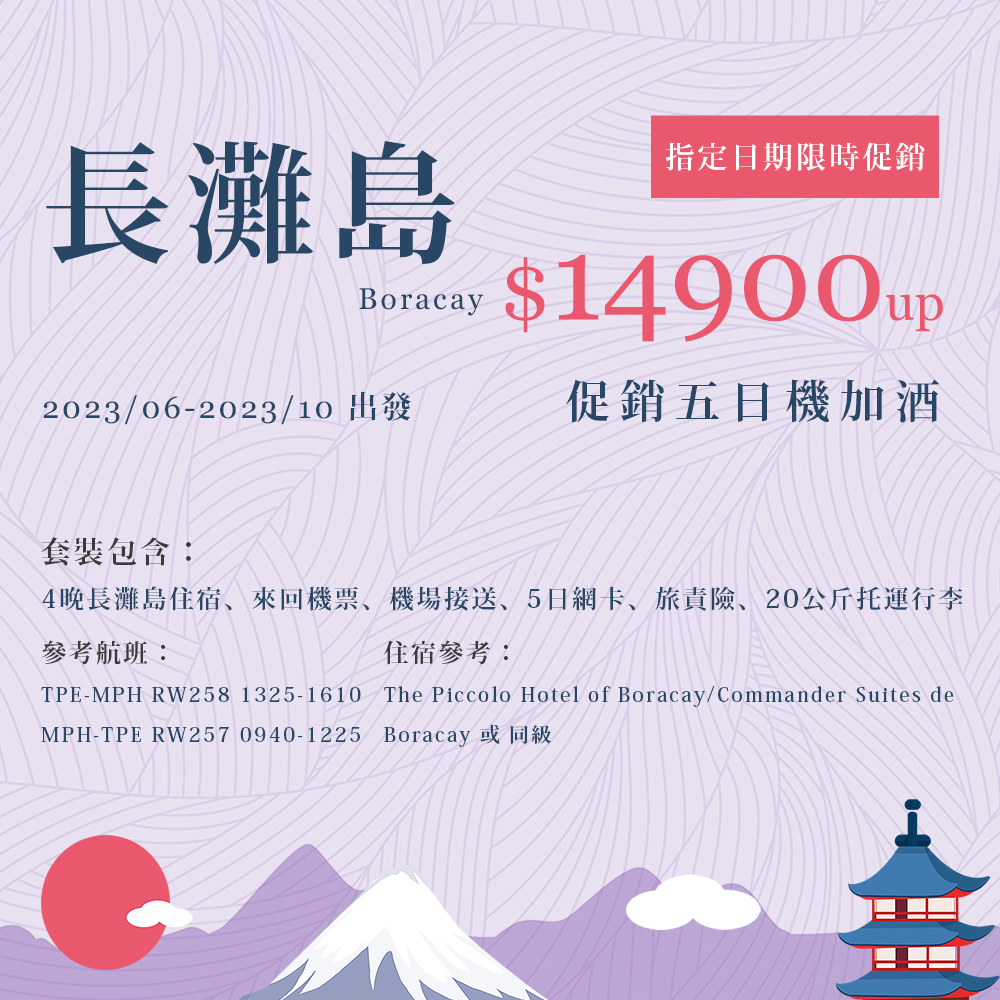 長灘島
Boracay
指定日期限時促銷
$14900up
2023/06-2023/10 出發
促銷五日機加酒
套裝包含：
4晚長灘島住宿、來回機票、機場接送、5日網卡、旅責險、20公斤托運行李
參考航班：
TPE-MPH RW258 1325-1610
MPH-TPE RW257 0940-1225
住宿參考：
The Piccolo Hotel of Boracay/Commander Suites de
Boracay 或 同級